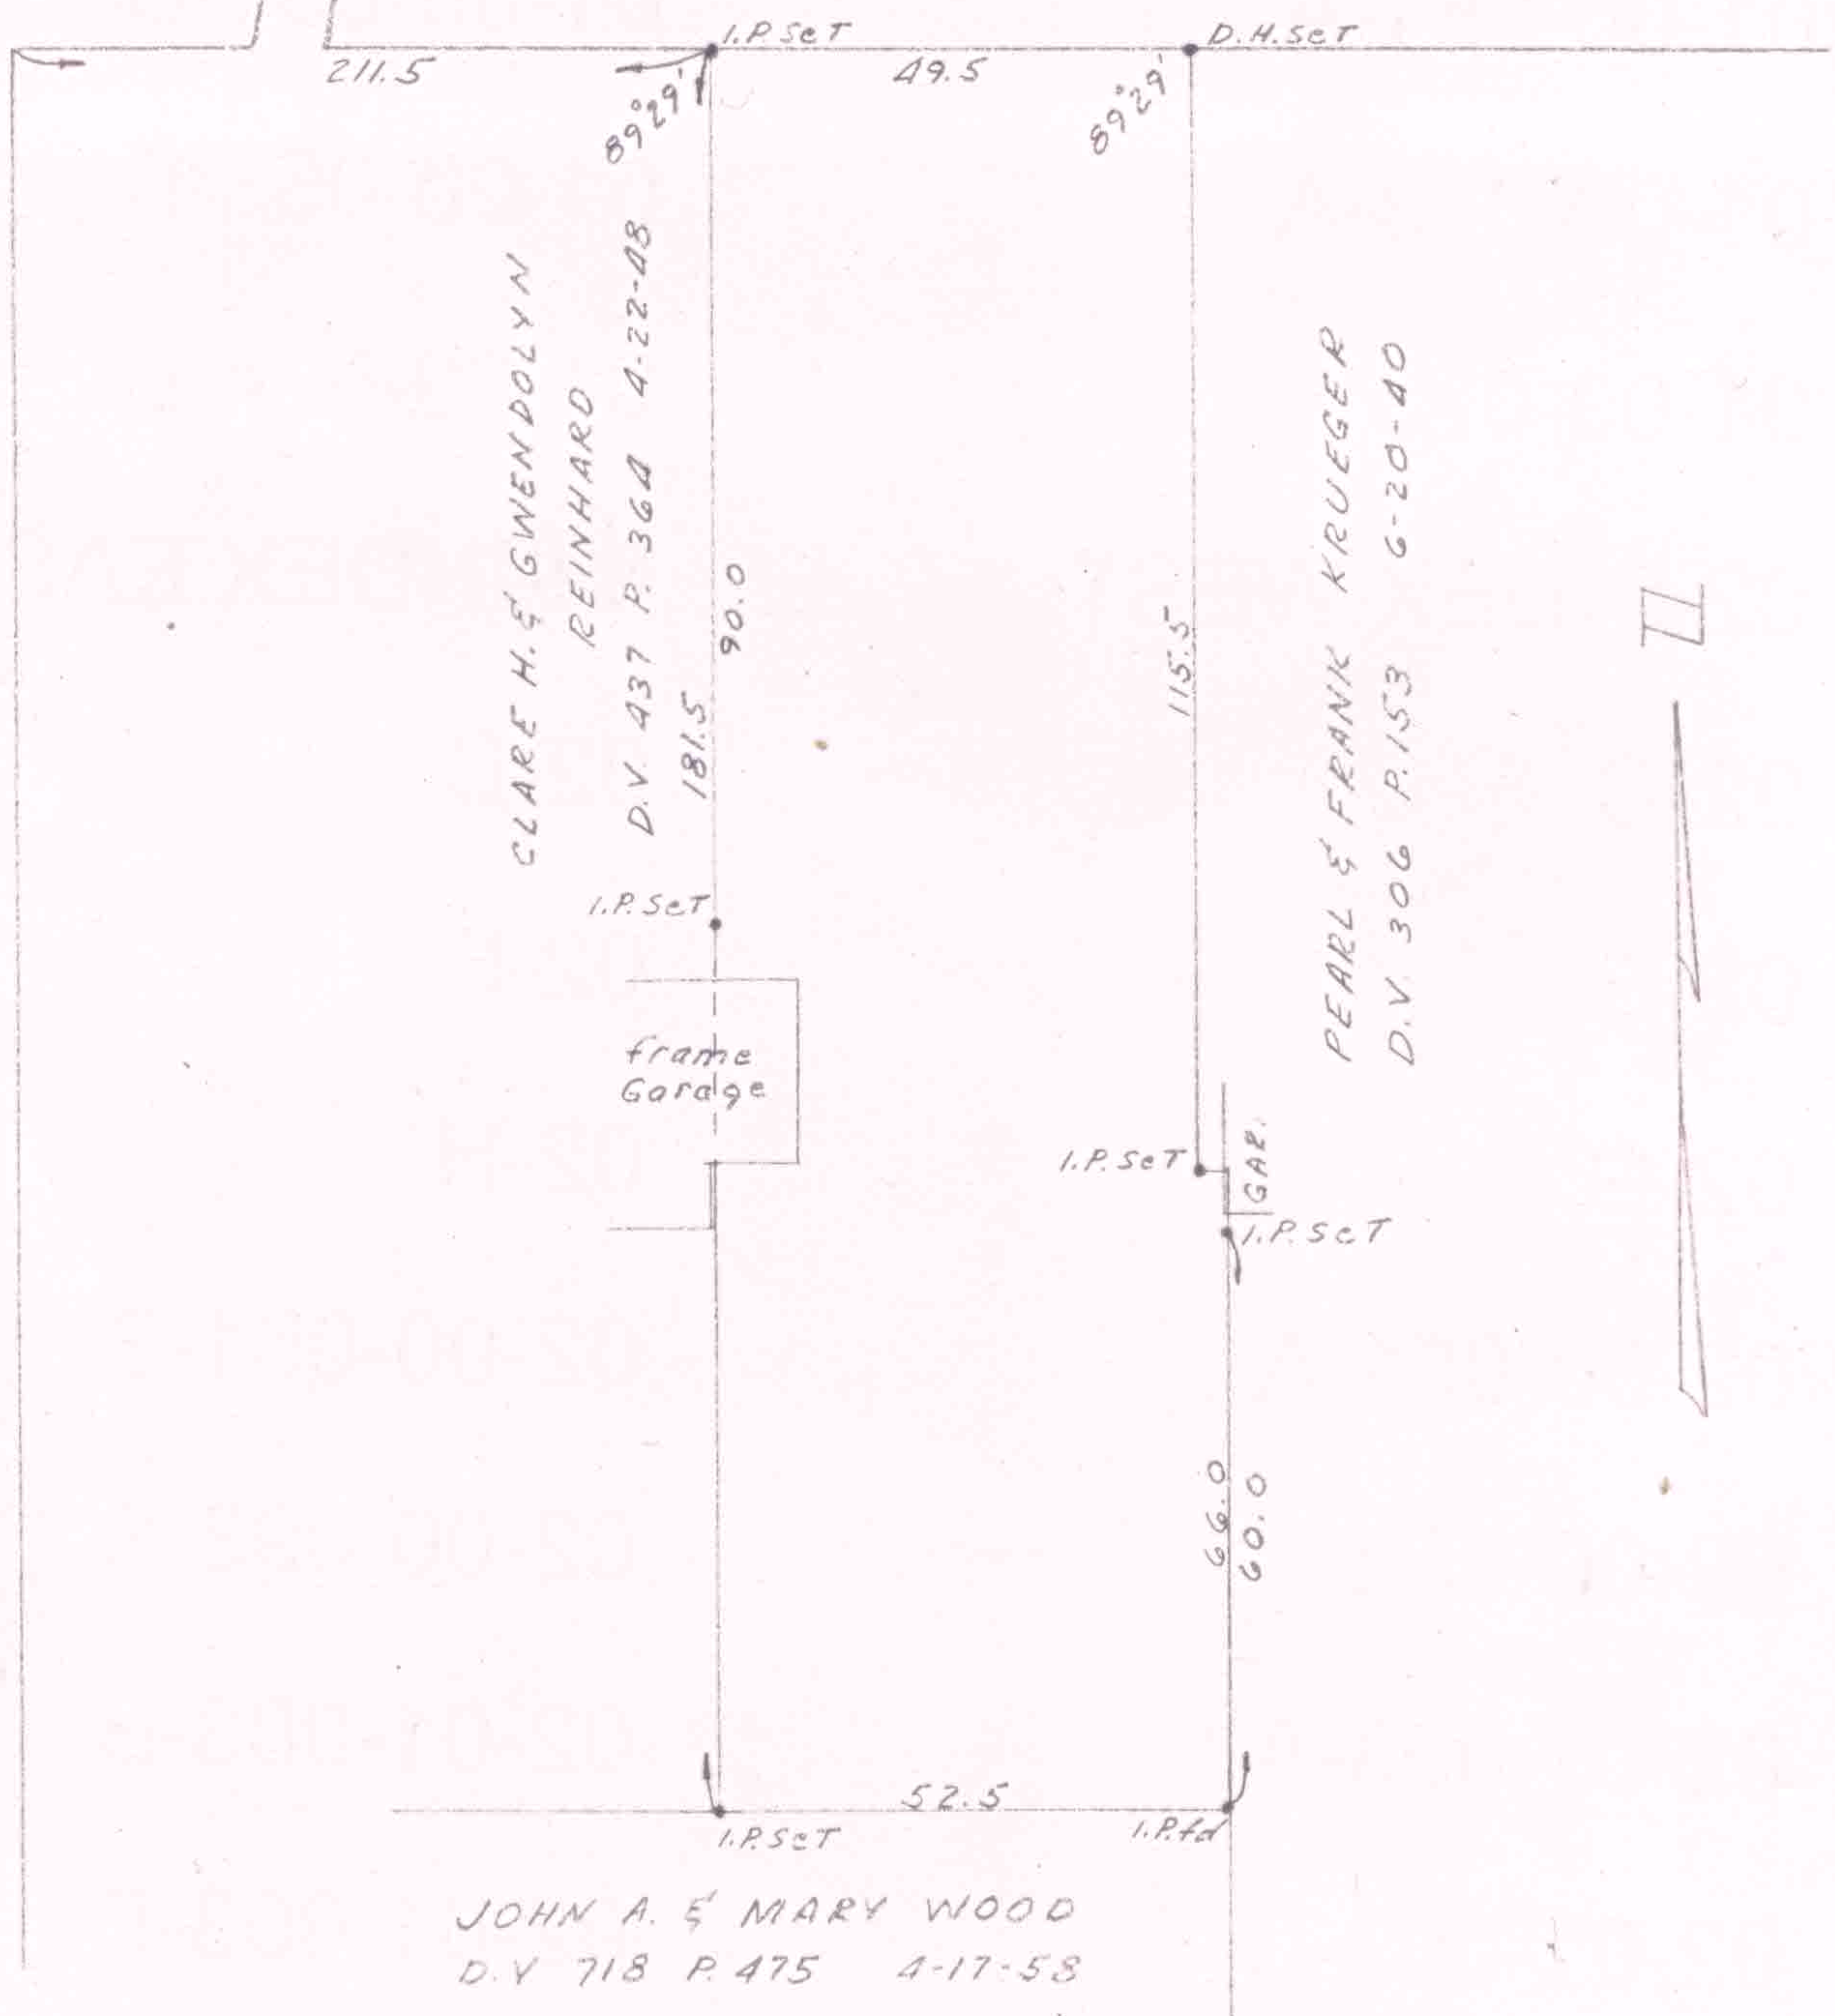 I.P. SeT
D.H. SeT
211.5
49.5
89°29'
89°29'
CLARE H. & GWENDOLYN
REINHARD
D.V. 437 P. 364 4-22-48
181.5
90.0
115.5
PEARL & FRANK KRUEGER
D.V. 306 P. 153 6-20-40
I.P. SeT
frame
Garage
I.P. SeT
GAR.
I.P. SeT
66.0
60.0
52.5
I.P. SeT
I.P. fd
JOHN A. & MARY WOOD
D.V 718 P. 475 4-17-58